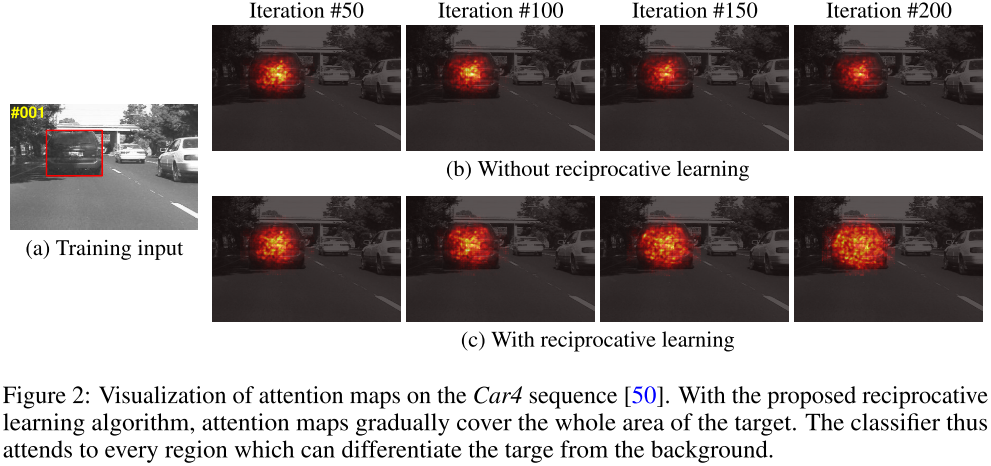 Iteration #50 Iteration #100 Iteration #150 Iteration #200
#001
(b) Without reciprocative learning
(a) Training input
(c) With reciprocative learning
Figure 2: Visualization of attention maps on the Car4 sequence [50]. With the proposed reciprocative
learning algorithm, attention maps gradually cover the whole area of the target. The classifier thus
attends to every region which can differentiate the targe from the background.